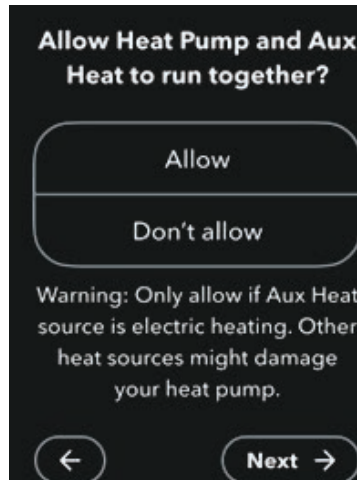 Allow Heat Pump and Aux
Heat to run together?
Allow
Don't allow
Warning: Only allow if Aux Heat
source is electric heating. Other
heat sources might damage
your heat pump.
Next